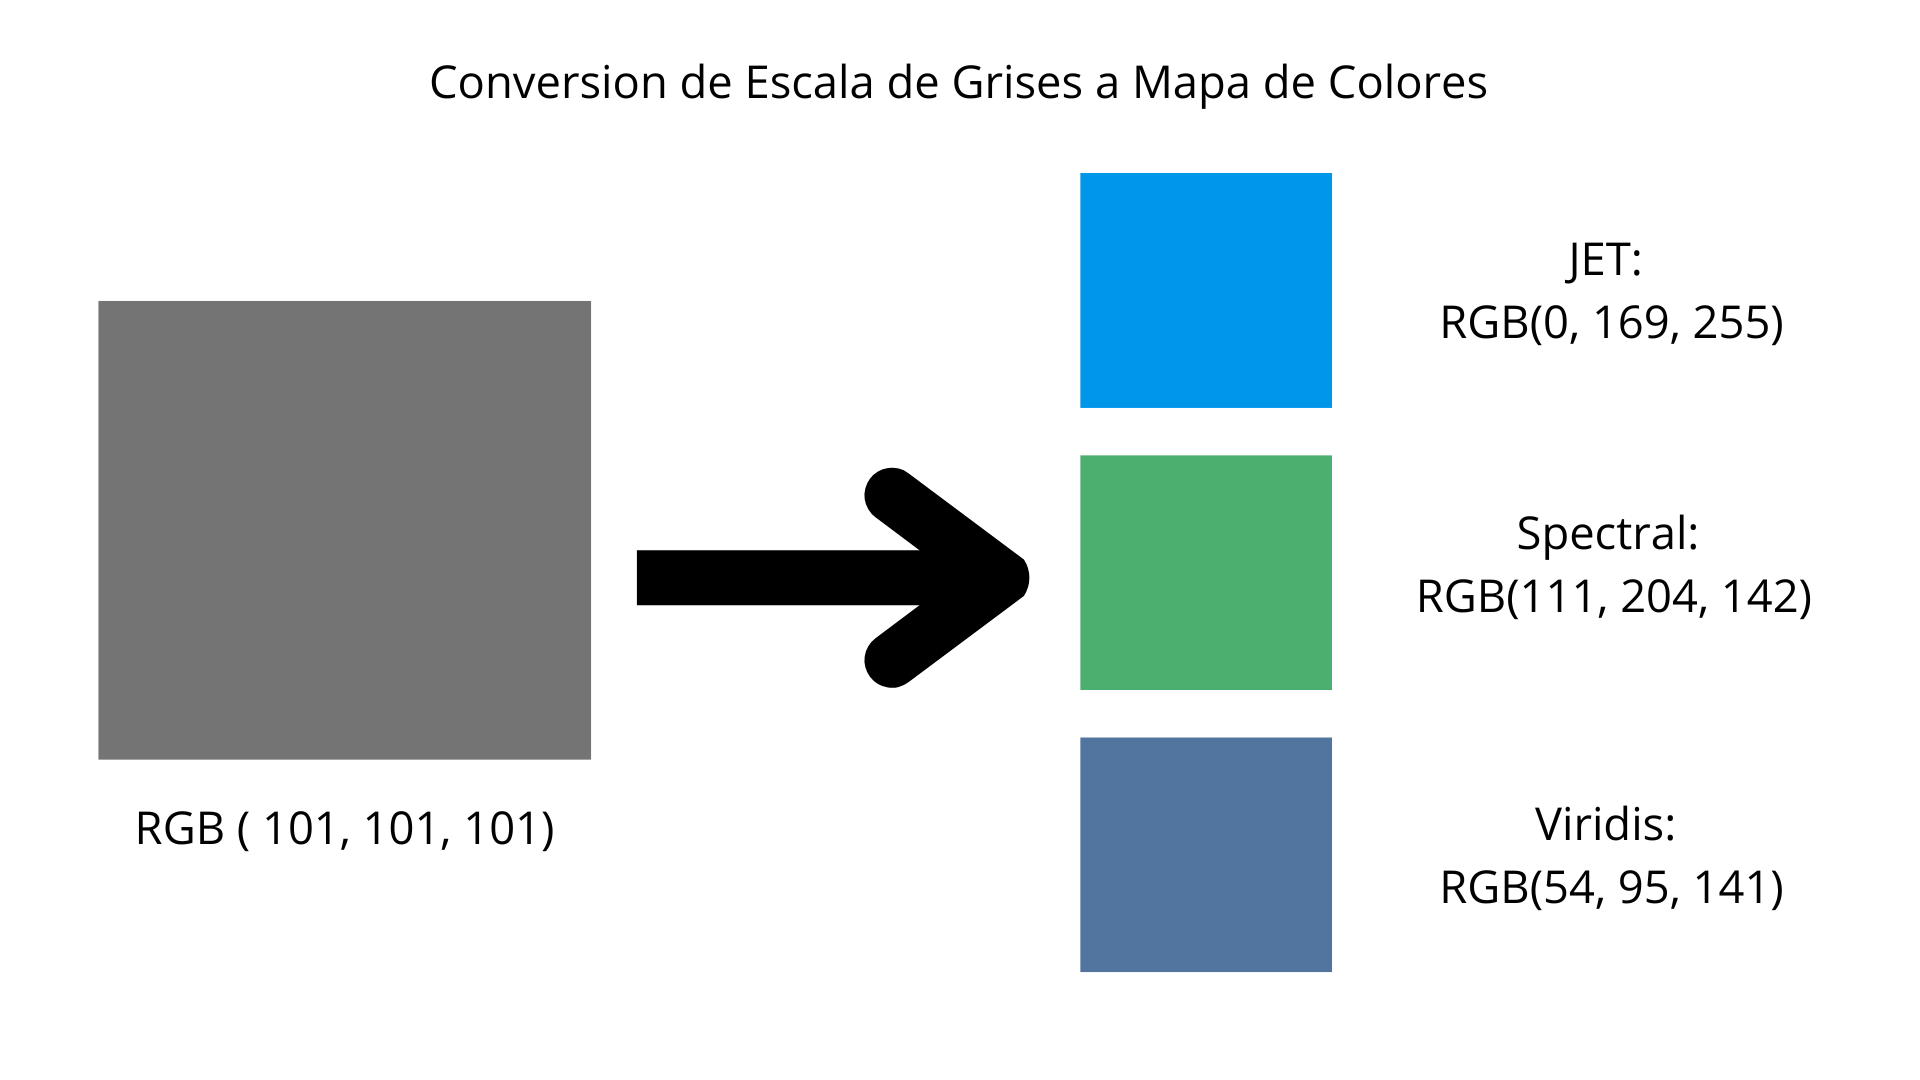 Conversion de Escala de Grises a Mapa de Colores
JET:
RGB(0, 169, 255)
Spectral:
RGB(111, 204, 142)
RGB ( 101, 101, 101)
Viridis:
RGB(54, 95, 141)